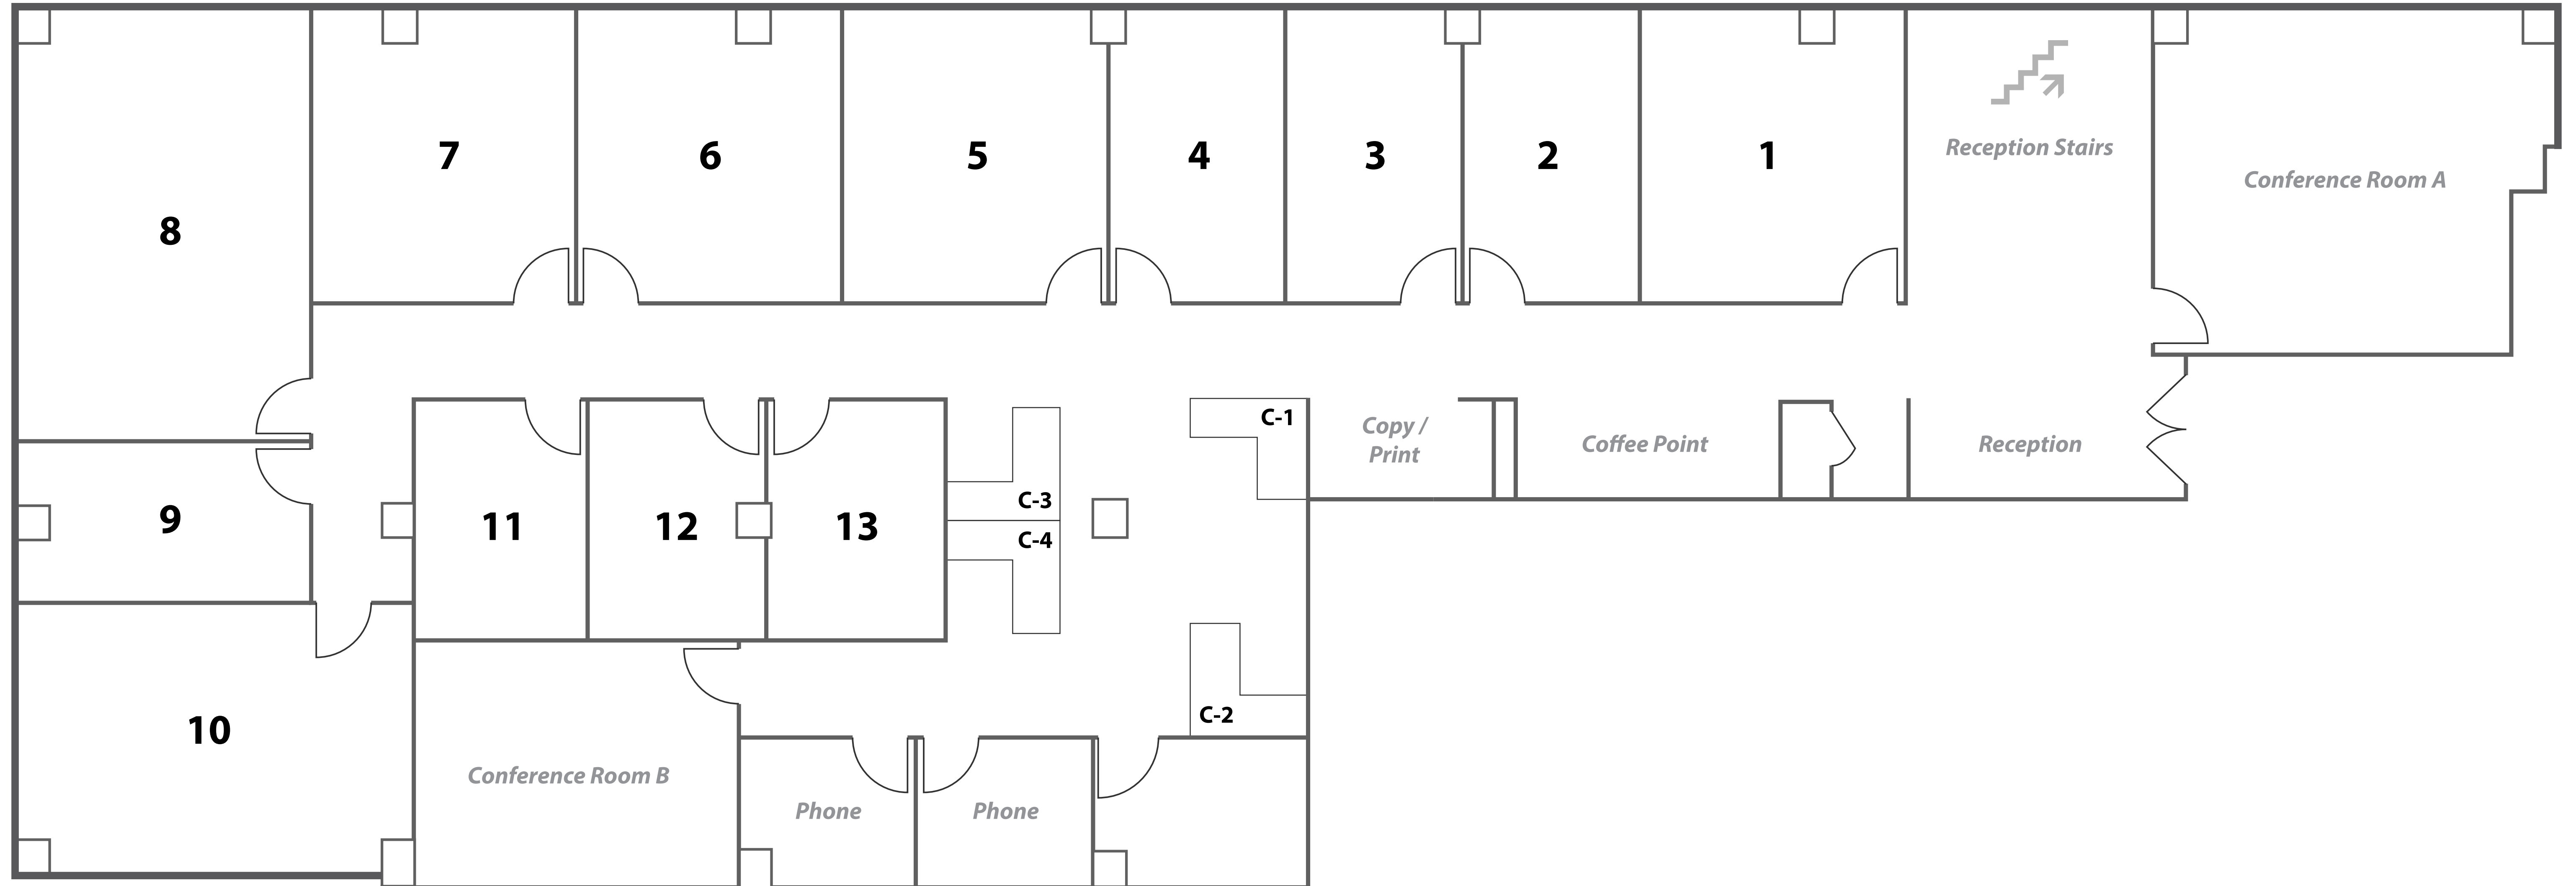 7
6
5
4
3
2
1
Reception Stairs
Conference Room A
8
C-1
Copy /
Print
Coffee Point
Reception
9
11
12
13
C-3
C-4
10
C-2
Conference Room B
Phone
Phone